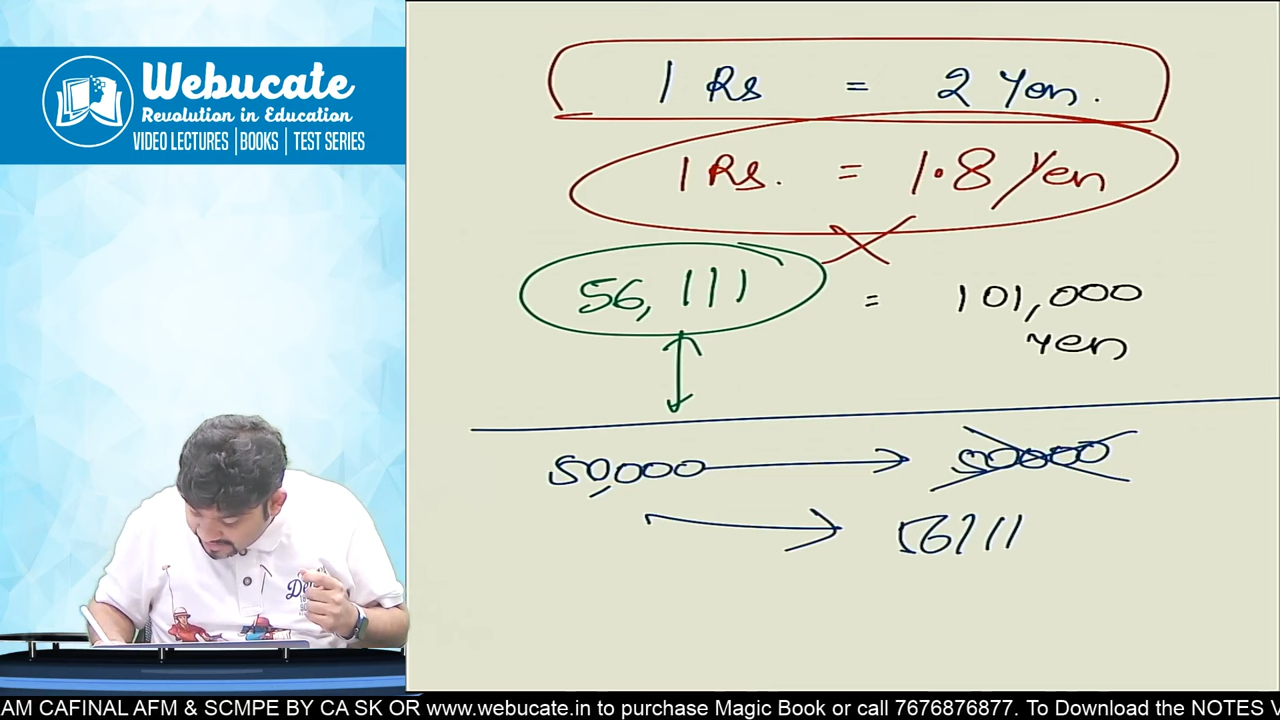 Webucate
Revolution in Education
VIDEO LECTURES | BOOKS | TEST SERIES
1 Rs = 2 Yen.
1 Rs. = 1.8 Yen
56,111 = 101,000
yen
50,000 → 50000
→ 56111
AM CAFINAL AFM & SCMPE BY CA SK OR www.webucate.in to purchase Magic Book or call 7676876877. To Download the NOTES V